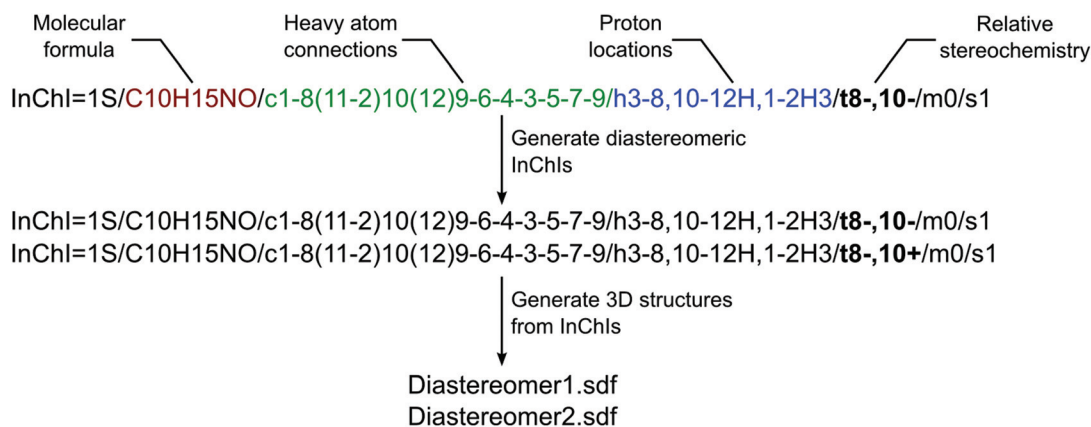 Molecular
formula
Heavy atom
connections
Proton
locations
Relative
stereochemistry
InChI=1S/C10H15NO/c1-8(11-2)10(12)9-6-4-3-5-7-9/h3-8,10-12H,1-2H3/t8-,10-/m0/s1
Generate diastereomeric
InChIs
InChI=1S/C10H15NO/c1-8(11-2)10(12)9-6-4-3-5-7-9/h3-8,10-12H,1-2H3/t8-,10-/m0/s1
InChI=1S/C10H15NO/c1-8(11-2)10(12)9-6-4-3-5-7-9/h3-8,10-12H,1-2H3/t8-,10+/m0/s1
Generate 3D structures
from InChIs
Diastereomer1.sdf
Diastereomer2.sdf